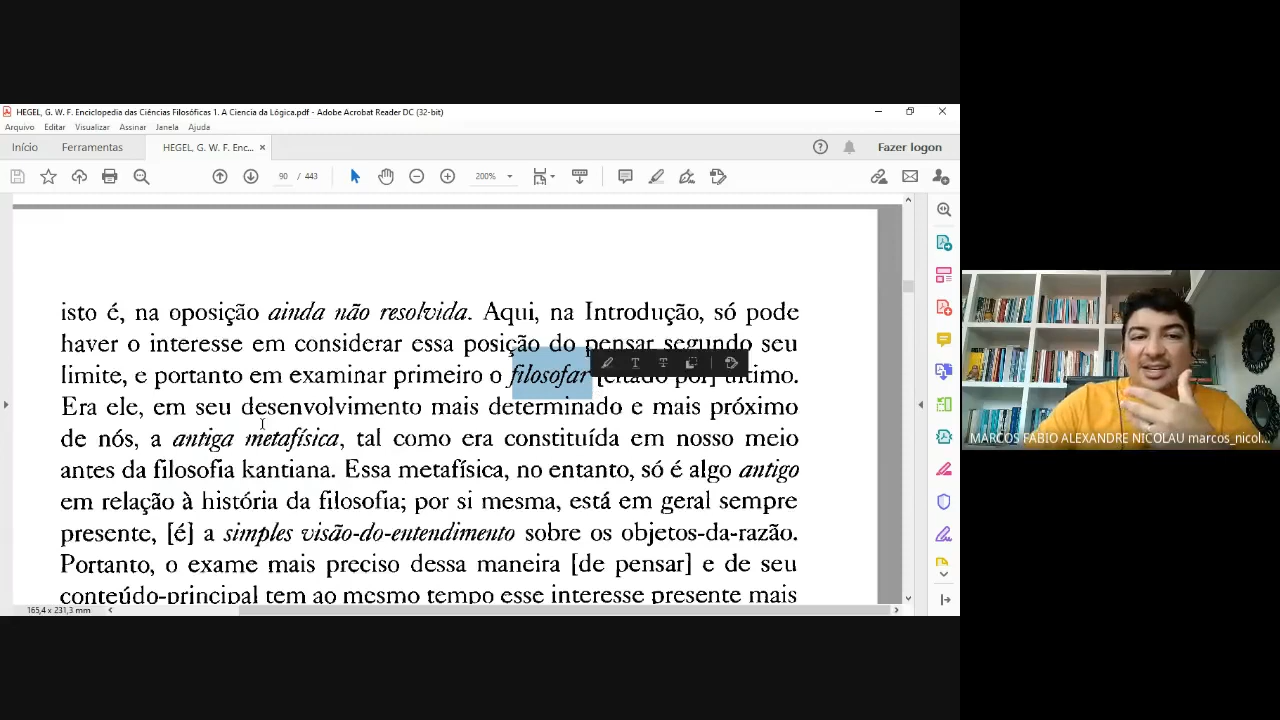 HEGEL, G. W. F. Enciclopedia das Ciências Filosóficas 1. A Ciencia da Lógica.pdf - Adobe Acrobat Reader DC (32-bit)
Arquivo Editar Visualizar Assinar Janela Ajuda
Início Ferramentas HEGEL, G. W. F. Enc... Fazer logon
90 / 443 200%
isto é, na oposição ainda não resolvida. Aqui, na Introdução, só pode
haver o interesse em considerar essa posição do pensar segundo seu
limite, e portanto em examinar primeiro o filosofar [citado por] último.
Era ele, em seu desenvolvimento mais determinado e mais próximo
de nós, a antiga metafísica, tal como era constituída em nosso meio
antes da filosofia kantiana. Essa metafísica, no entanto, só é algo antigo
em relação à história da filosofia; por si mesma, está em geral sempre
presente, [é] a simples visão-do-entendimento sobre os objetos-da-razão.
Portanto, o exame mais preciso dessa maneira [de pensar] e de seu
conteúdo-principal tem ao mesmo tempo esse interesse presente mais
165,4 x 231,3 mm
MARCOS FABIO ALEXANDRE NICOLAU marcos_nicol...